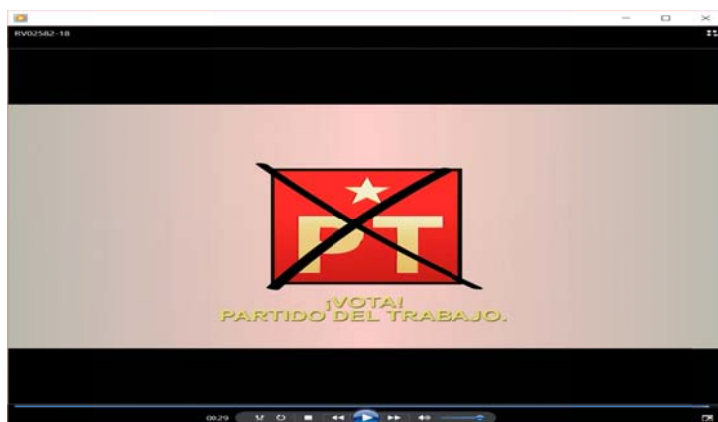 RV02582-18
PT
¡VOTA!
PARTIDO DEL TRABAJO.
00:29